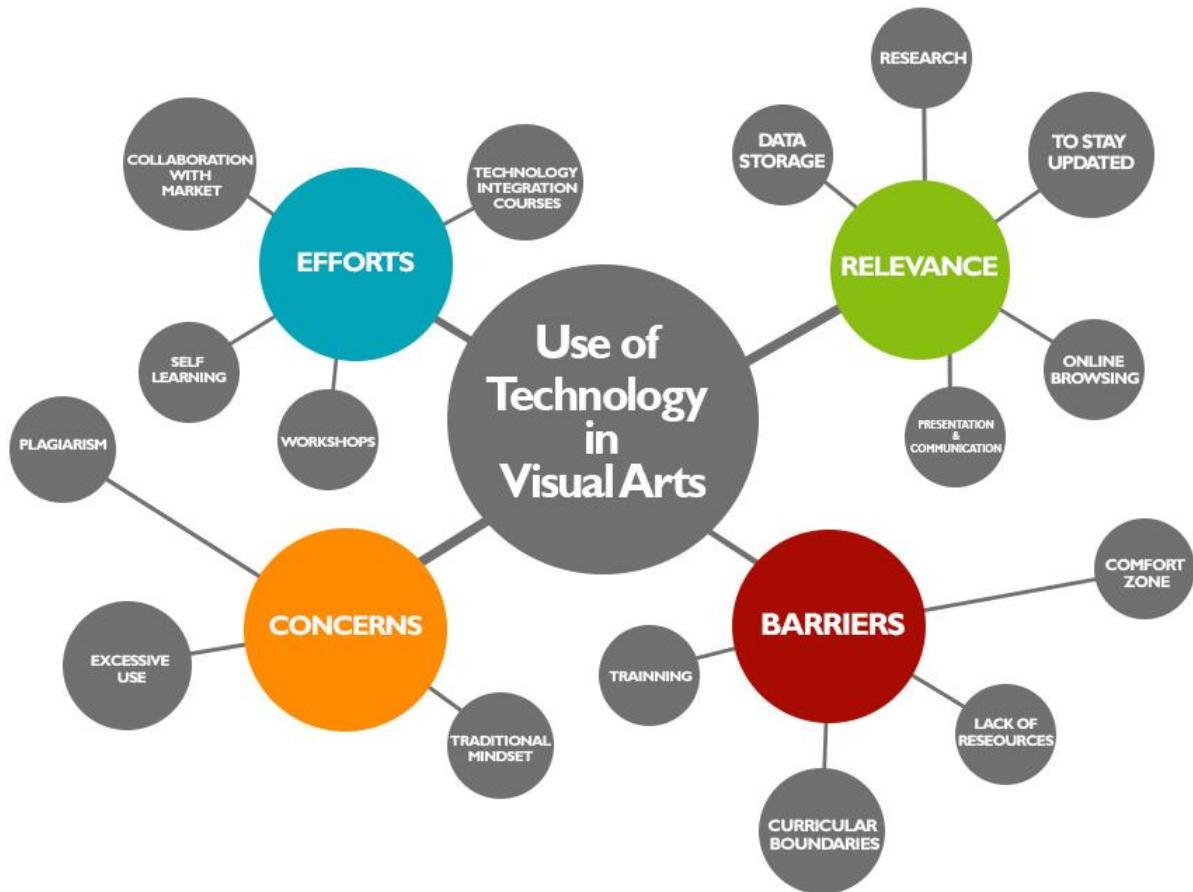 Use of
Technology
in
Visual Arts
EFFORTS
COLLABORATION
WITH
MARKET
TECHNOLOGY
INTEGRATION
COURSES
SELF
LEARNING
WORKSHOPS
RELEVANCE
RESEARCH
DATA
STORAGE
TO STAY
UPDATED
ONLINE
BROWSING
PRESENTATION
&
COMMUNICATION
CONCERNS
PLAGIARISM
EXCESSIVE
USE
TRADITIONAL
MINDSET
BARRIERS
COMFORT
ZONE
TRAINNING
LACK OF
RESEOURCES
CURRICULAR
BOUNDARIES